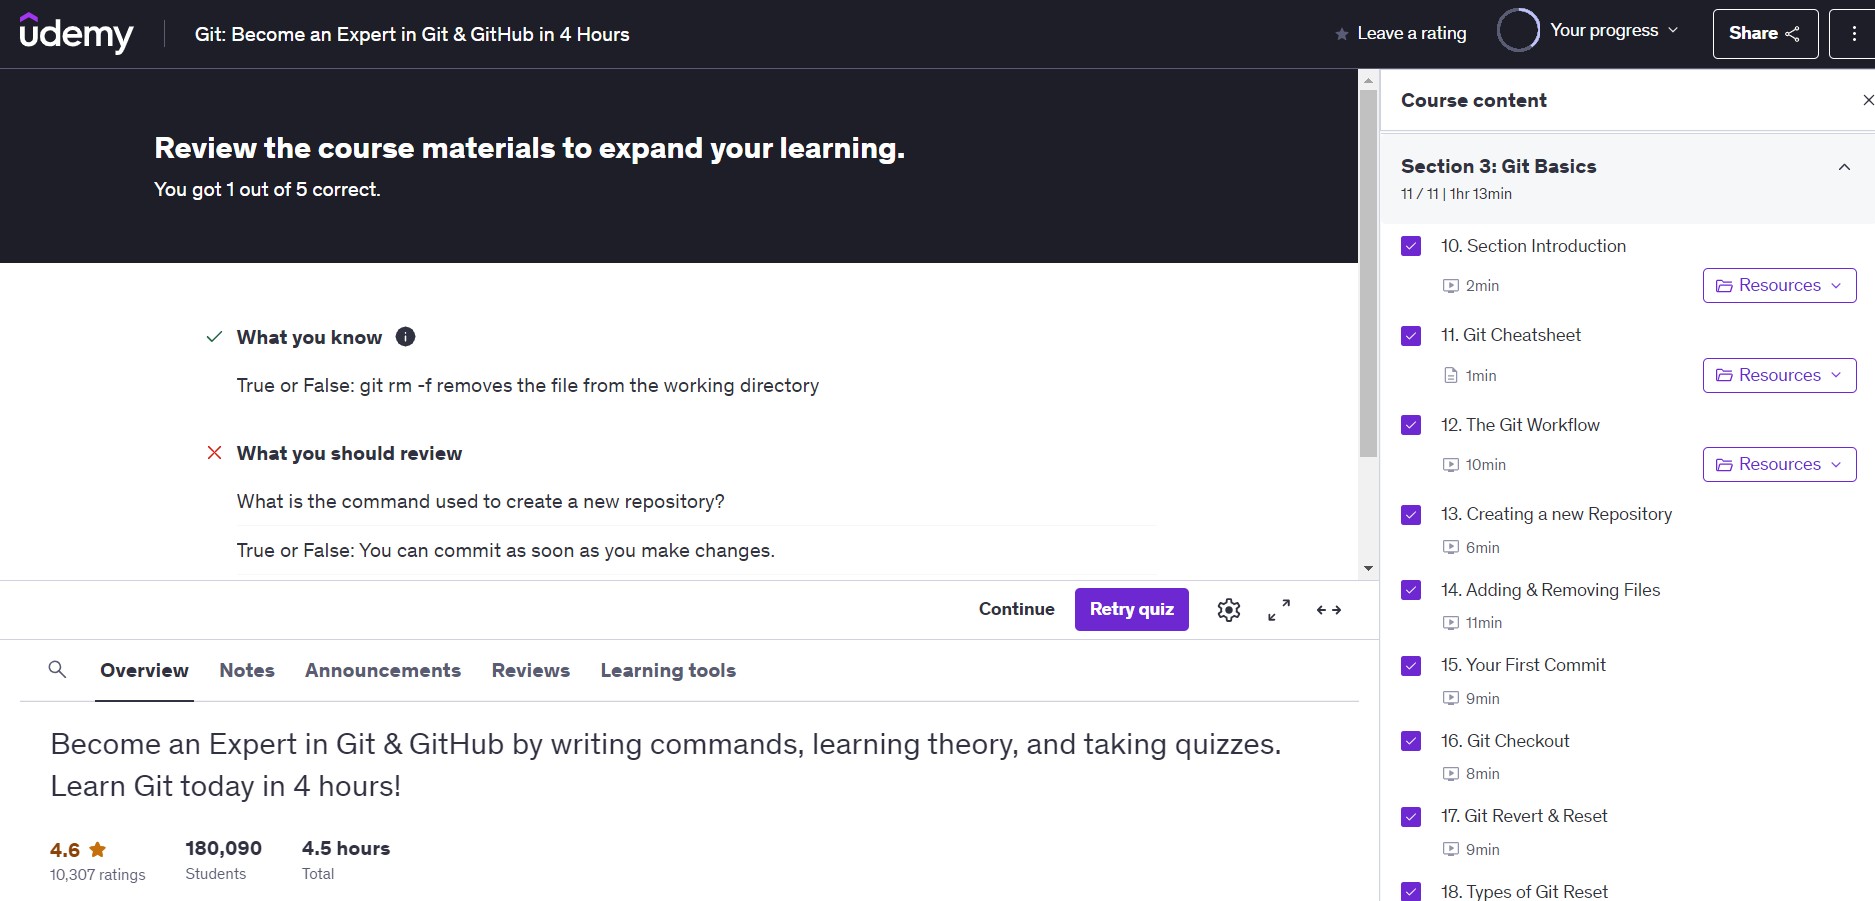 udemy
Git: Become an Expert in Git & GitHub in 4 Hours
Leave a rating
Your progress
Share
Review the course materials to expand your learning.
You got 1 out of 5 correct.
What you know
True or False: git rm -f removes the file from the working directory
What you should review
What is the command used to create a new repository?
True or False: You can commit as soon as you make changes.
Continue
Retry quiz
Overview
Notes
Announcements
Reviews
Learning tools
Become an Expert in Git & GitHub by writing commands, learning theory, and taking quizzes.
Learn Git today in 4 hours!
4.6
10,307 ratings
180,090
Students
4.5 hours
Total
Course content
Section 3: Git Basics
11 / 11 | 1hr 13min
10. Section Introduction
2min
Resources
11. Git Cheatsheet
1min
Resources
12. The Git Workflow
10min
Resources
13. Creating a new Repository
6min
14. Adding & Removing Files
11min
15. Your First Commit
9min
16. Git Checkout
8min
17. Git Revert & Reset
9min
18. Types of Git Reset